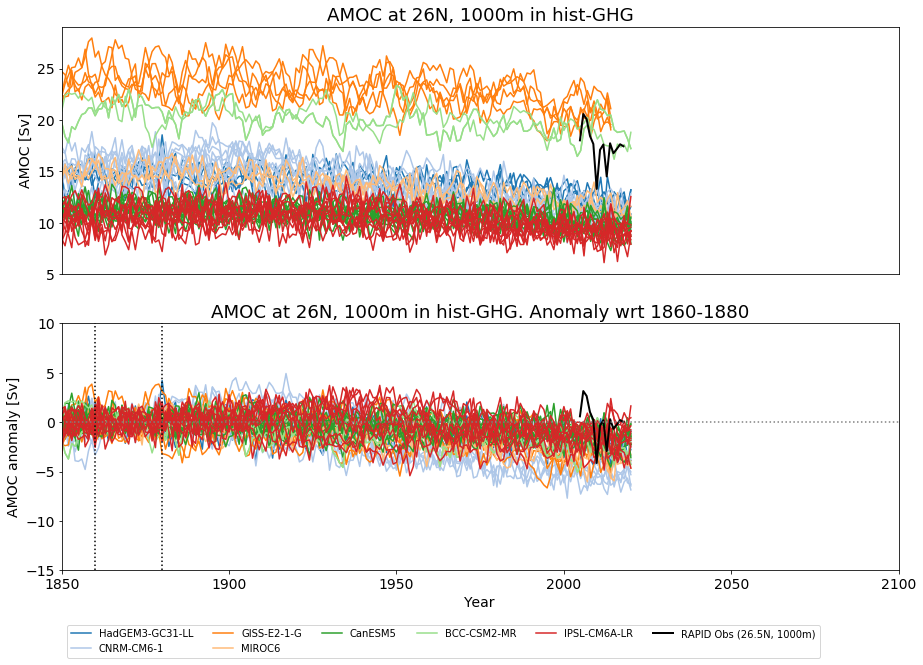 AMOC at 26N, 1000m in hist-GHG
25
20
15
10
5
AMOC [Sv]
AMOC at 26N, 1000m in hist-GHG. Anomaly wrt 1860-1880
10
5
0
−5
−10
−15
AMOC anomaly [Sv]
1850 1900 1950 2000 2050 2100
Year
HadGEM3-GC31-LL GISS-E2-1-G CanESM5 BCC-CSM2-MR IPSL-CM6A-LR RAPID Obs (26.5N, 1000m)
CNRM-CM6-1 MIROC6